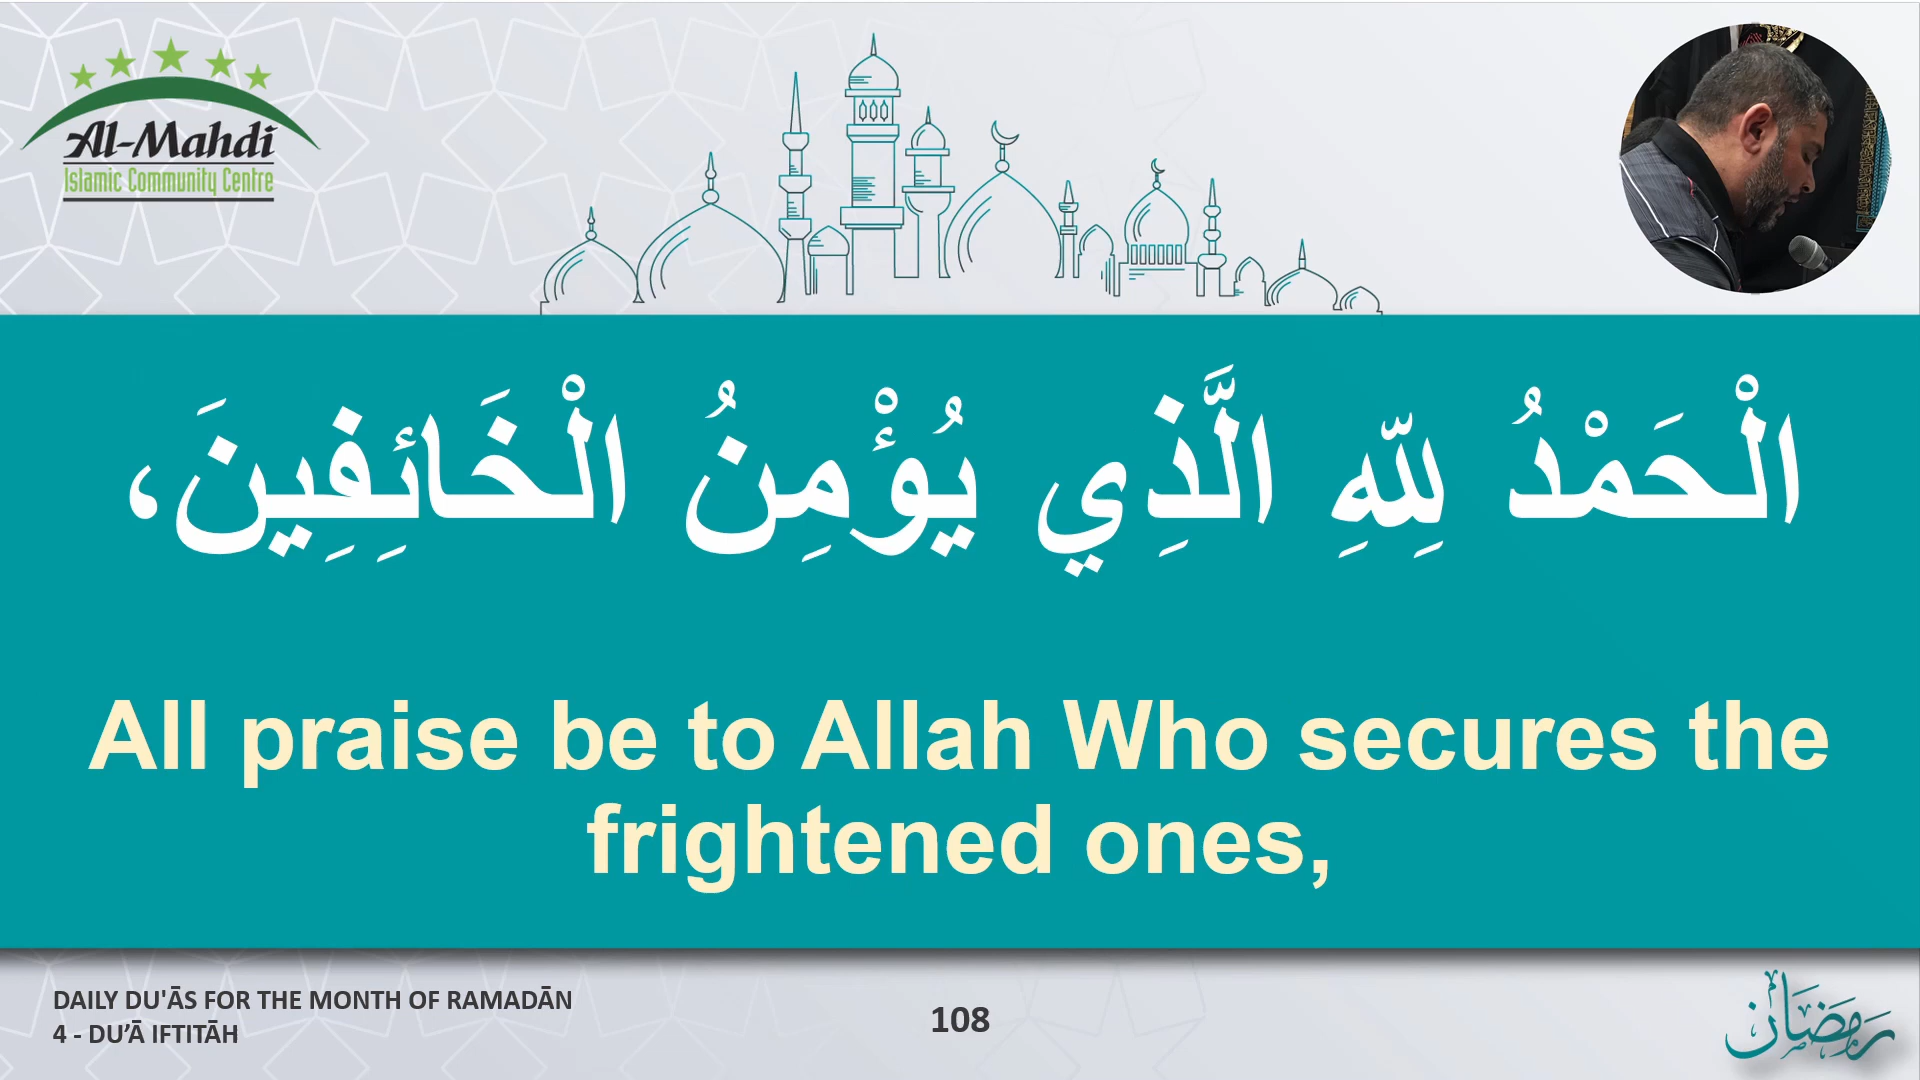 Al-Mahdi
Islamic Community Centre
الْحَمْدُ لِلّٰهِ الَّذِي يُؤْمِنُ الْخَائِفِينَ،
All praise be to Allah Who secures the
frightened ones,
DAILY DU'ĀS FOR THE MONTH OF RAMADĀN
4 - DU’Ā IFTITĀH
108
رَمَضَان